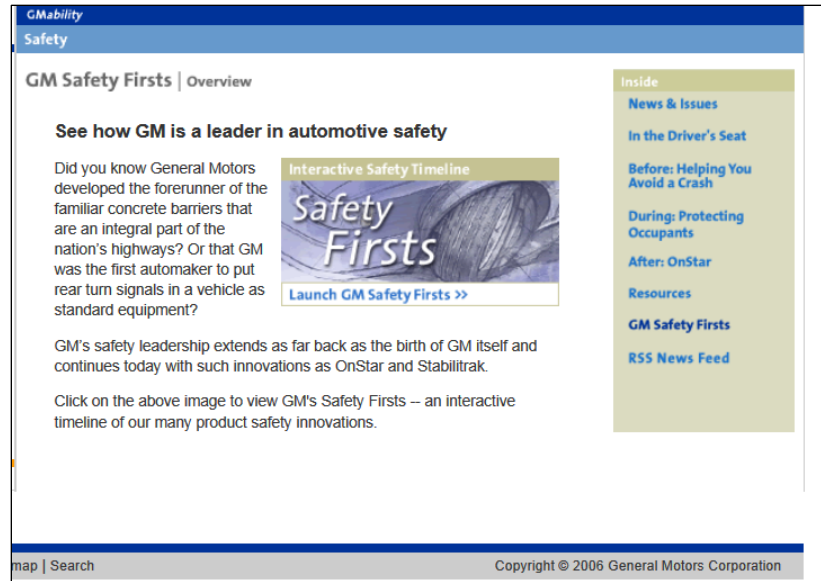 GMability
Safety
GM Safety Firsts | Overview
See how GM is a leader in automotive safety
Did you know General Motors
developed the forerunner of the
familiar concrete barriers that
are an integral part of the
nation's highways? Or that GM
was the first automaker to put
rear turn signals in a vehicle as
standard equipment?
Interactive Safety Timeline
Safety
Firsts
Launch GM Safety Firsts >>
GM's safety leadership extends as far back as the birth of GM itself and
continues today with such innovations as OnStar and Stabilitrak.
Click on the above image to view GM's Safety Firsts -- an interactive
timeline of our many product safety innovations.
Inside
News & Issues
In the Driver's Seat
Before: Helping You
Avoid a Crash
During: Protecting
Occupants
After: OnStar
Resources
GM Safety Firsts
RSS News Feed
map | Search
Copyright © 2006 General Motors Corporation